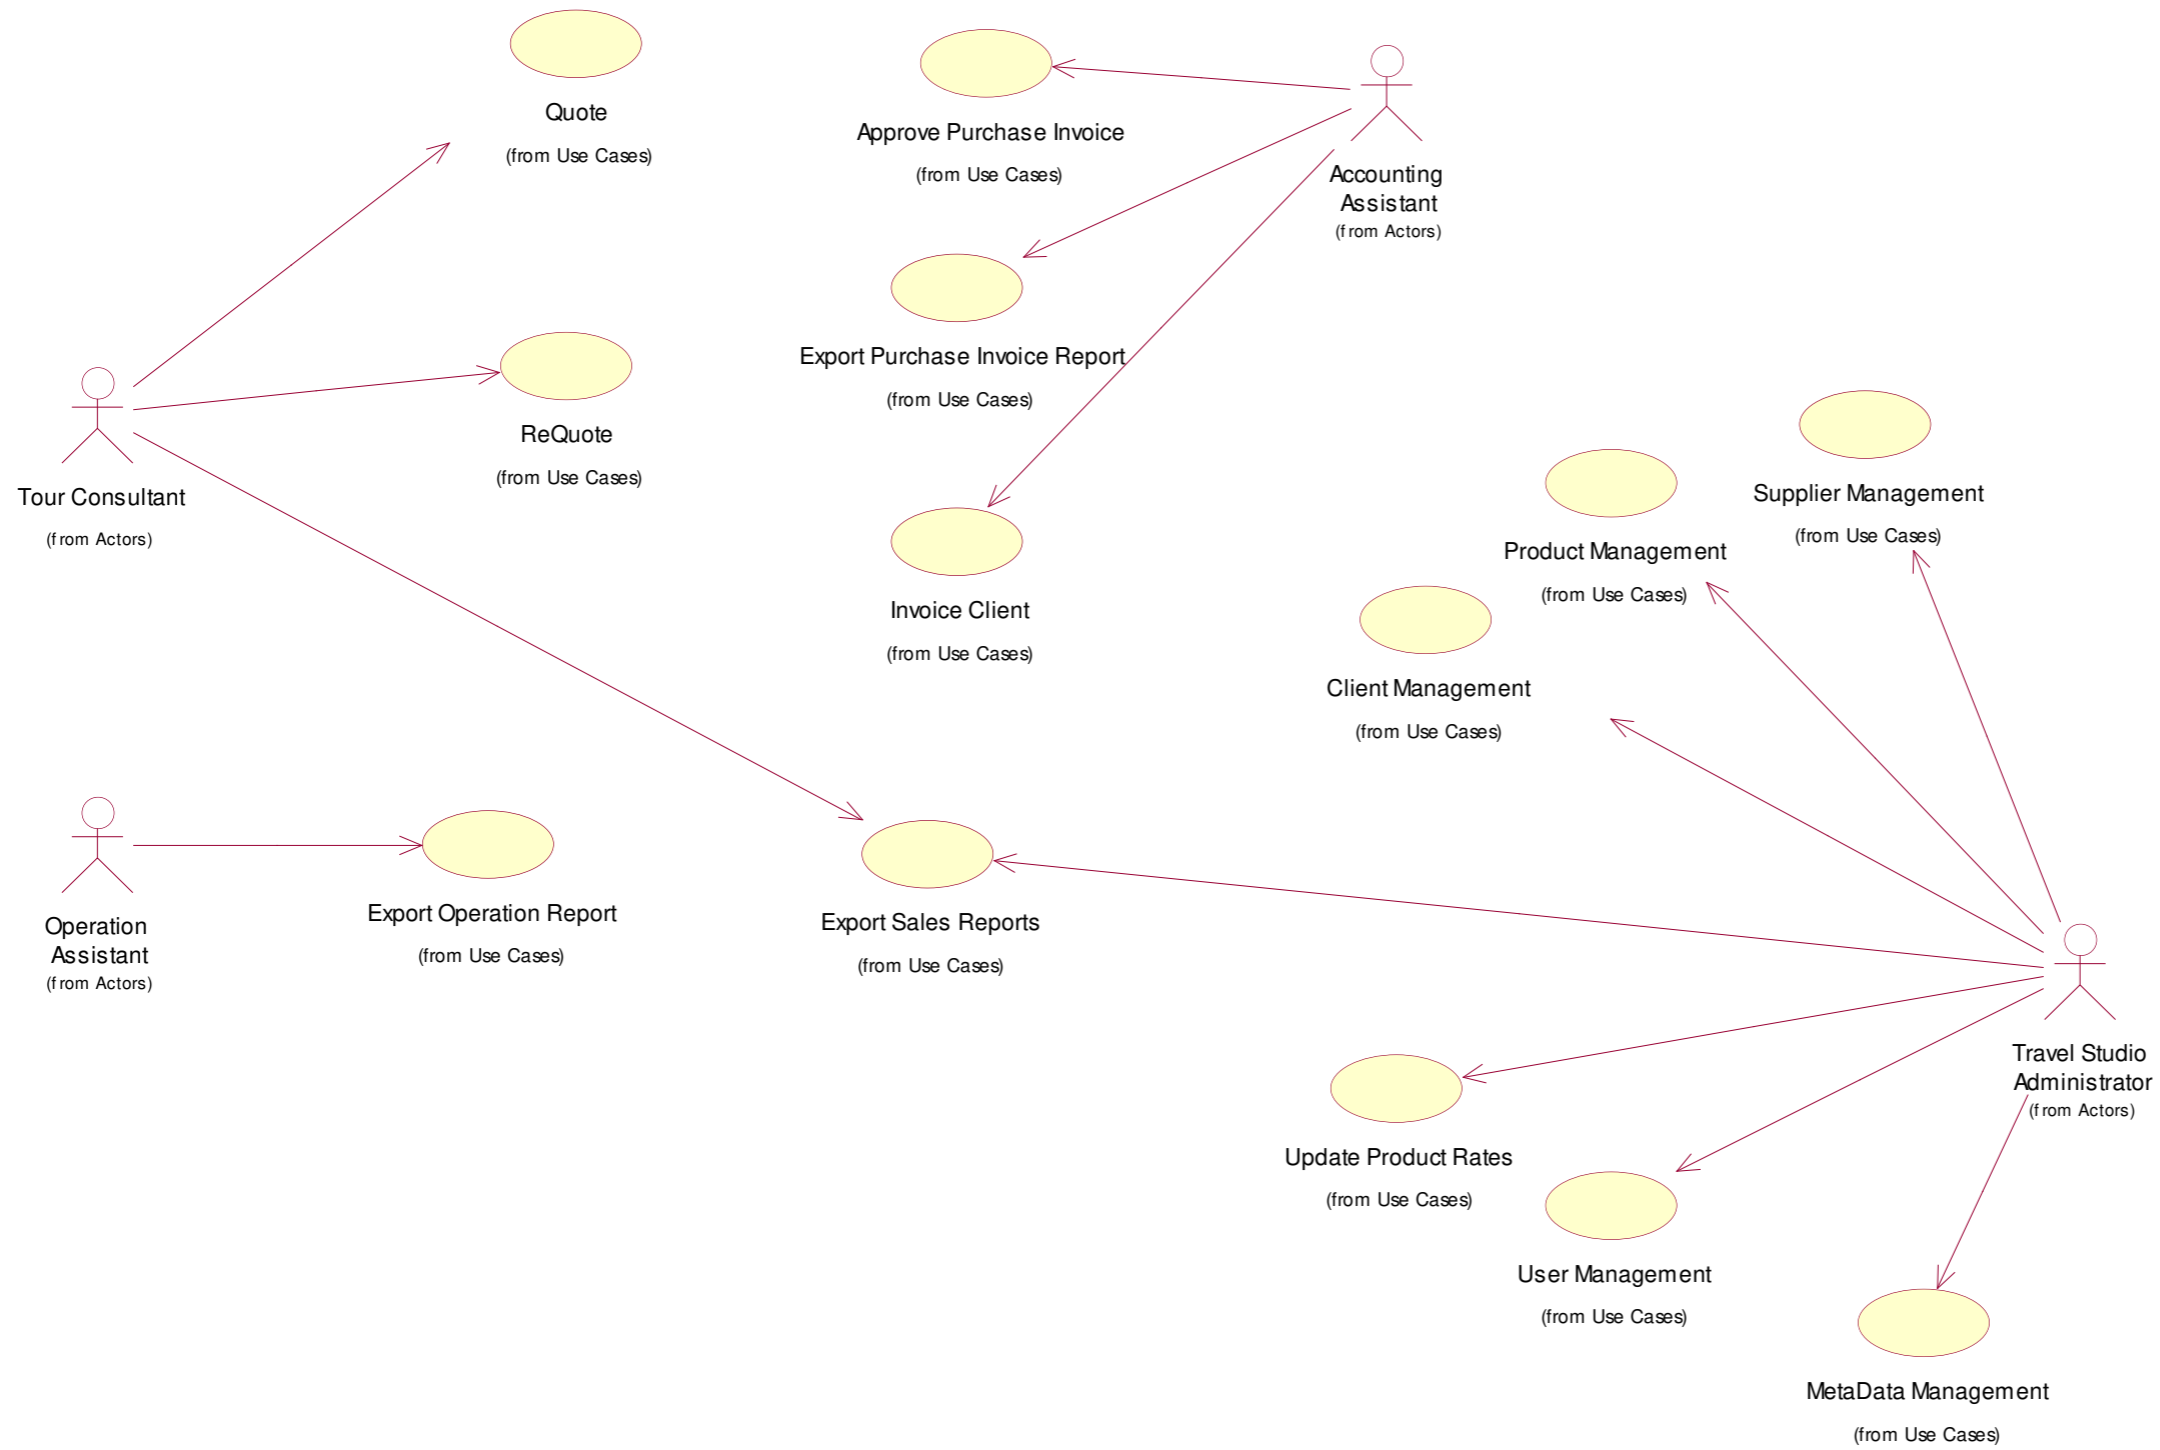 Quote
(from Use Cases)
Approve Purchase Invoice
(from Use Cases)
Accounting
Assistant
(from Actors)
Export Purchase Invoice Report
(from Use Cases)
ReQuote
(from Use Cases)
Tour Consultant
(from Actors)
Supplier Management
(from Use Cases)
Product Management
(from Use Cases)
Invoice Client
(from Use Cases)
Client Management
(from Use Cases)
Operation
Assistant
(from Actors)
Export Operation Report
(from Use Cases)
Export Sales Reports
(from Use Cases)
Travel Studio
Administrator
(from Actors)
Update Product Rates
(from Use Cases)
User Management
(from Use Cases)
MetaData Management
(from Use Cases)